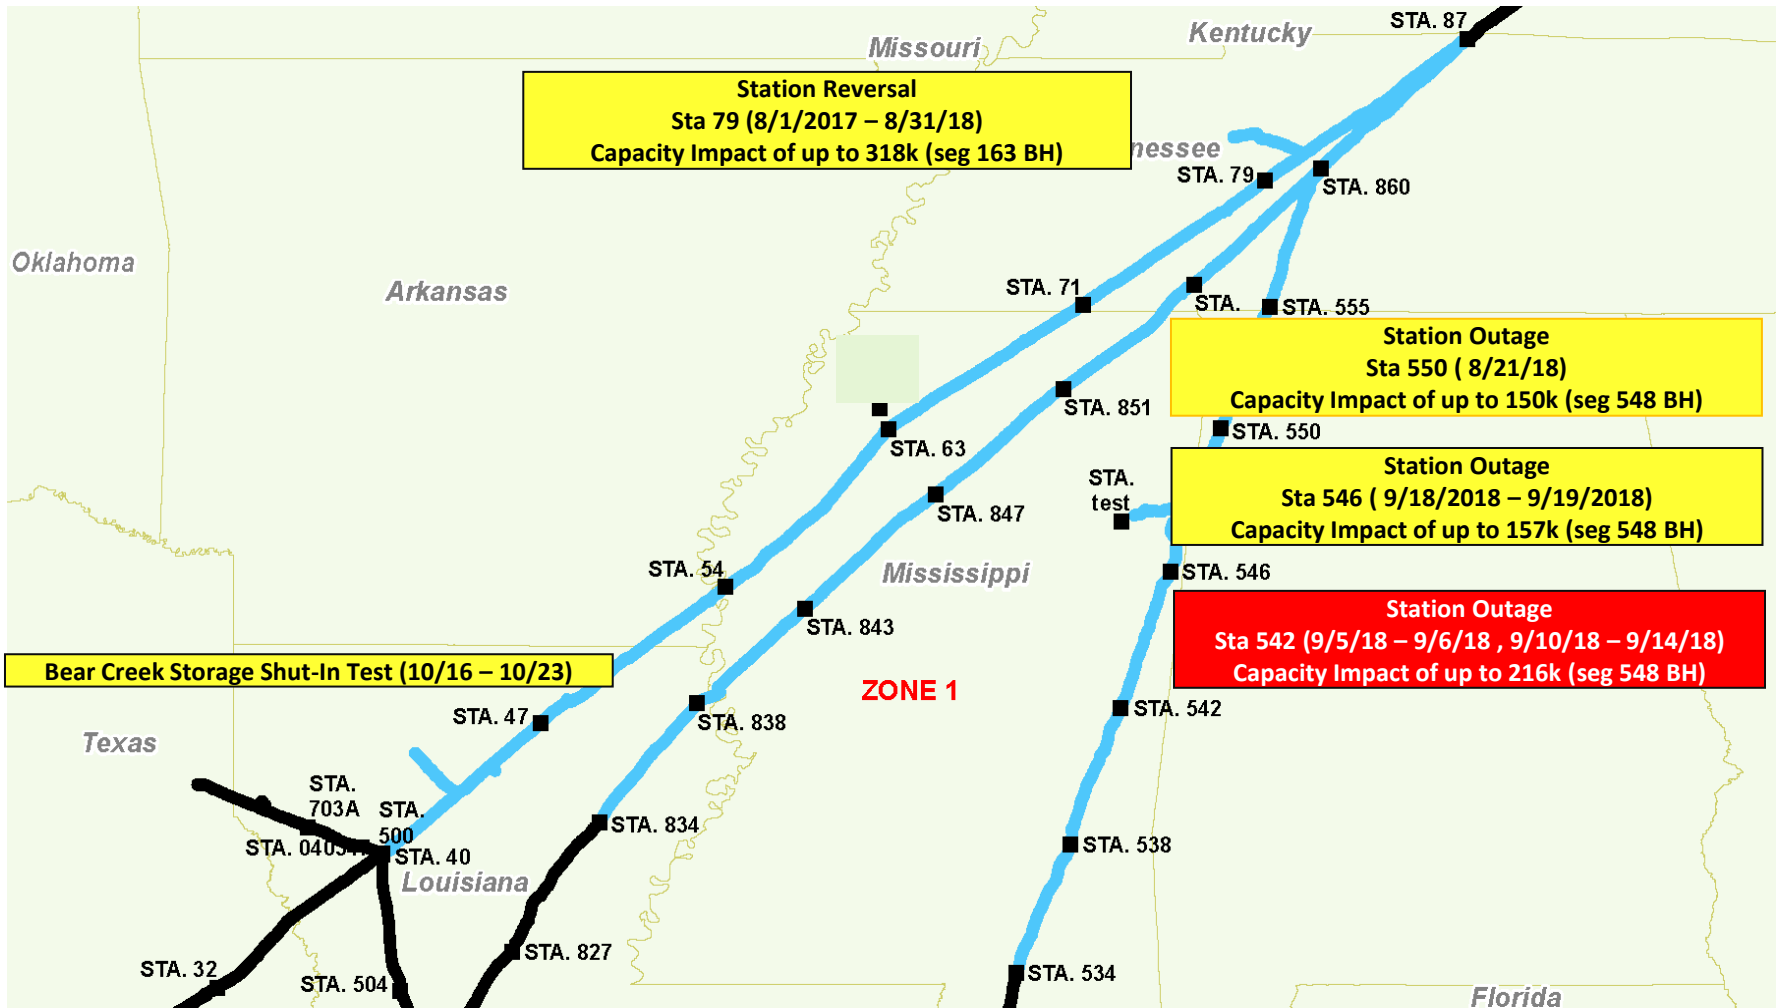 STA. 87
Kentucky
Missouri
Station Reversal
Sta 79 (8/1/2017 – 8/31/18)
Capacity Impact of up to 318k (seg 163 BH)
nessee
STA. 79
STA. 860
Oklahoma
Arkansas
STA. 71
STA.
STA. 555
Station Outage
Sta 550 ( 8/21/18)
Capacity Impact of up to 150k (seg 548 BH)
STA. 851
STA. 550
STA. 63
Station Outage
Sta 546 ( 9/18/2018 – 9/19/2018)
Capacity Impact of up to 157k (seg 548 BH)
STA.
test
STA. 847
STA. 54
Mississippi
STA. 546
Station Outage
Sta 542 (9/5/18 – 9/6/18 , 9/10/18 – 9/14/18)
Capacity Impact of up to 216k (seg 548 BH)
STA. 843
Bear Creek Storage Shut-In Test (10/16 – 10/23)
ZONE 1
STA. 47
STA. 838
STA. 542
Texas
STA.
703A
STA.
500
STA. 834
STA.
STA. 40
STA. 538
Louisiana
STA. 827
STA. 32
STA. 504
STA. 534
Florida